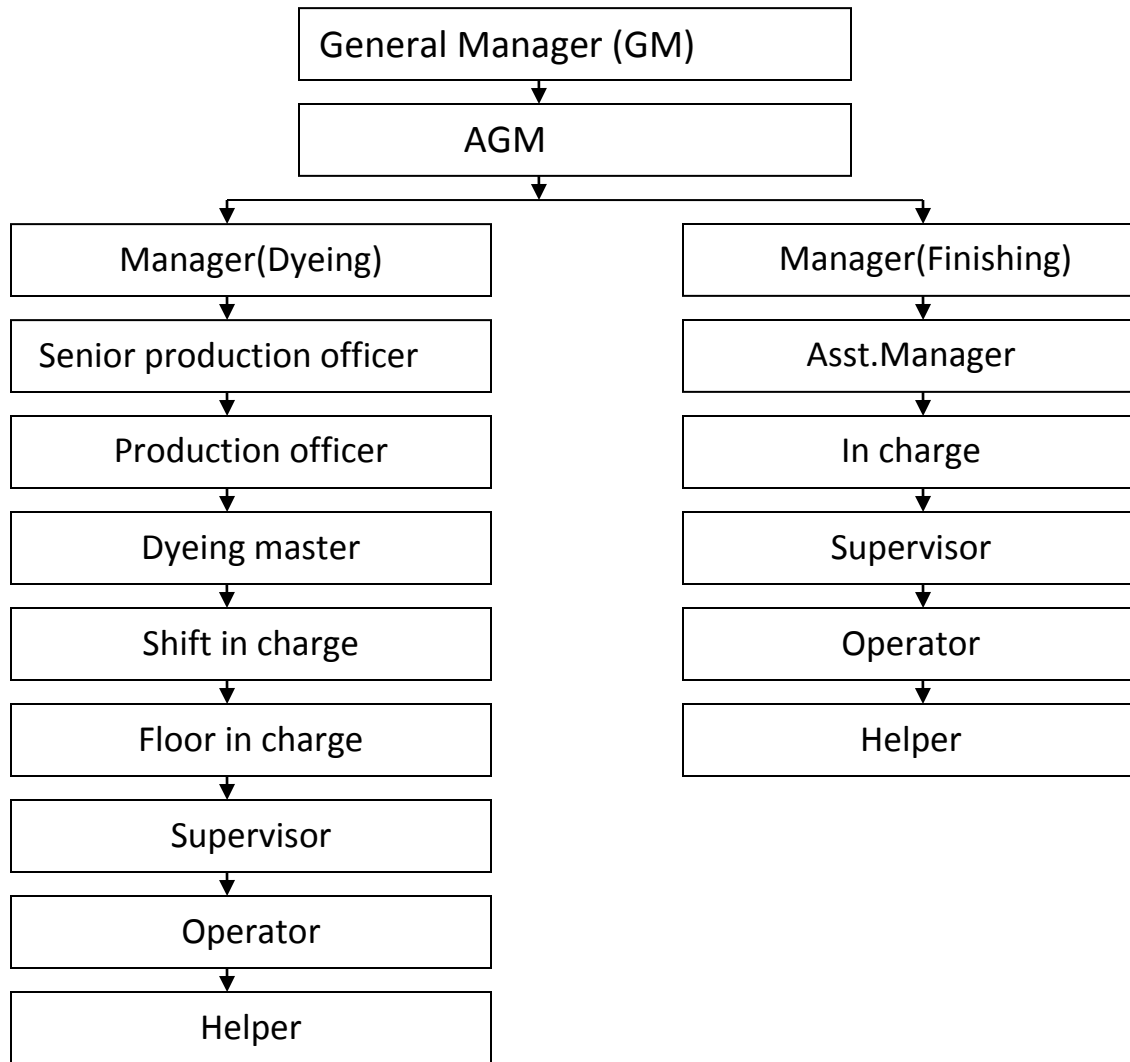 General Manager (GM)
AGM
Manager(Dyeing)
Senior production officer
Production officer
Dyeing master
Shift in charge
Floor in charge
Supervisor
Operator
Helper
Manager(Finishing)
Asst.Manager
In charge
Supervisor
Operator
Helper